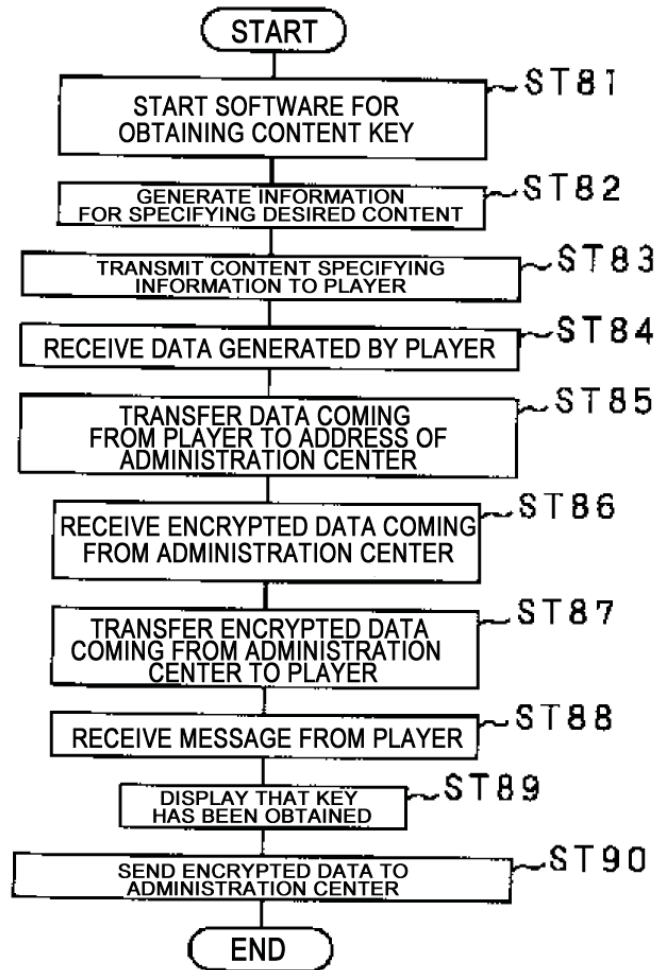 START
ST81
START SOFTWARE FOR
OBTAINING CONTENT KEY
ST82
GENERATE INFORMATION
FOR SPECIFYING DESIRED CONTENT
ST83
TRANSMIT CONTENT SPECIFYING
INFORMATION TO PLAYER
ST84
RECEIVE DATA GENERATED BY PLAYER
ST85
TRANSFER DATA COMING
FROM PLAYER TO ADDRESS OF
ADMINISTRATION CENTER
ST86
RECEIVE ENCRYPTED DATA COMING
FROM ADMINISTRATION CENTER
ST87
TRANSFER ENCRYPTED DATA
COMING FROM ADMINISTRATION
CENTER TO PLAYER
ST88
RECEIVE MESSAGE FROM PLAYER
ST89
DISPLAY THAT KEY
HAS BEEN OBTAINED
ST90
SEND ENCRYPTED DATA TO
ADMINISTRATION CENTER
END